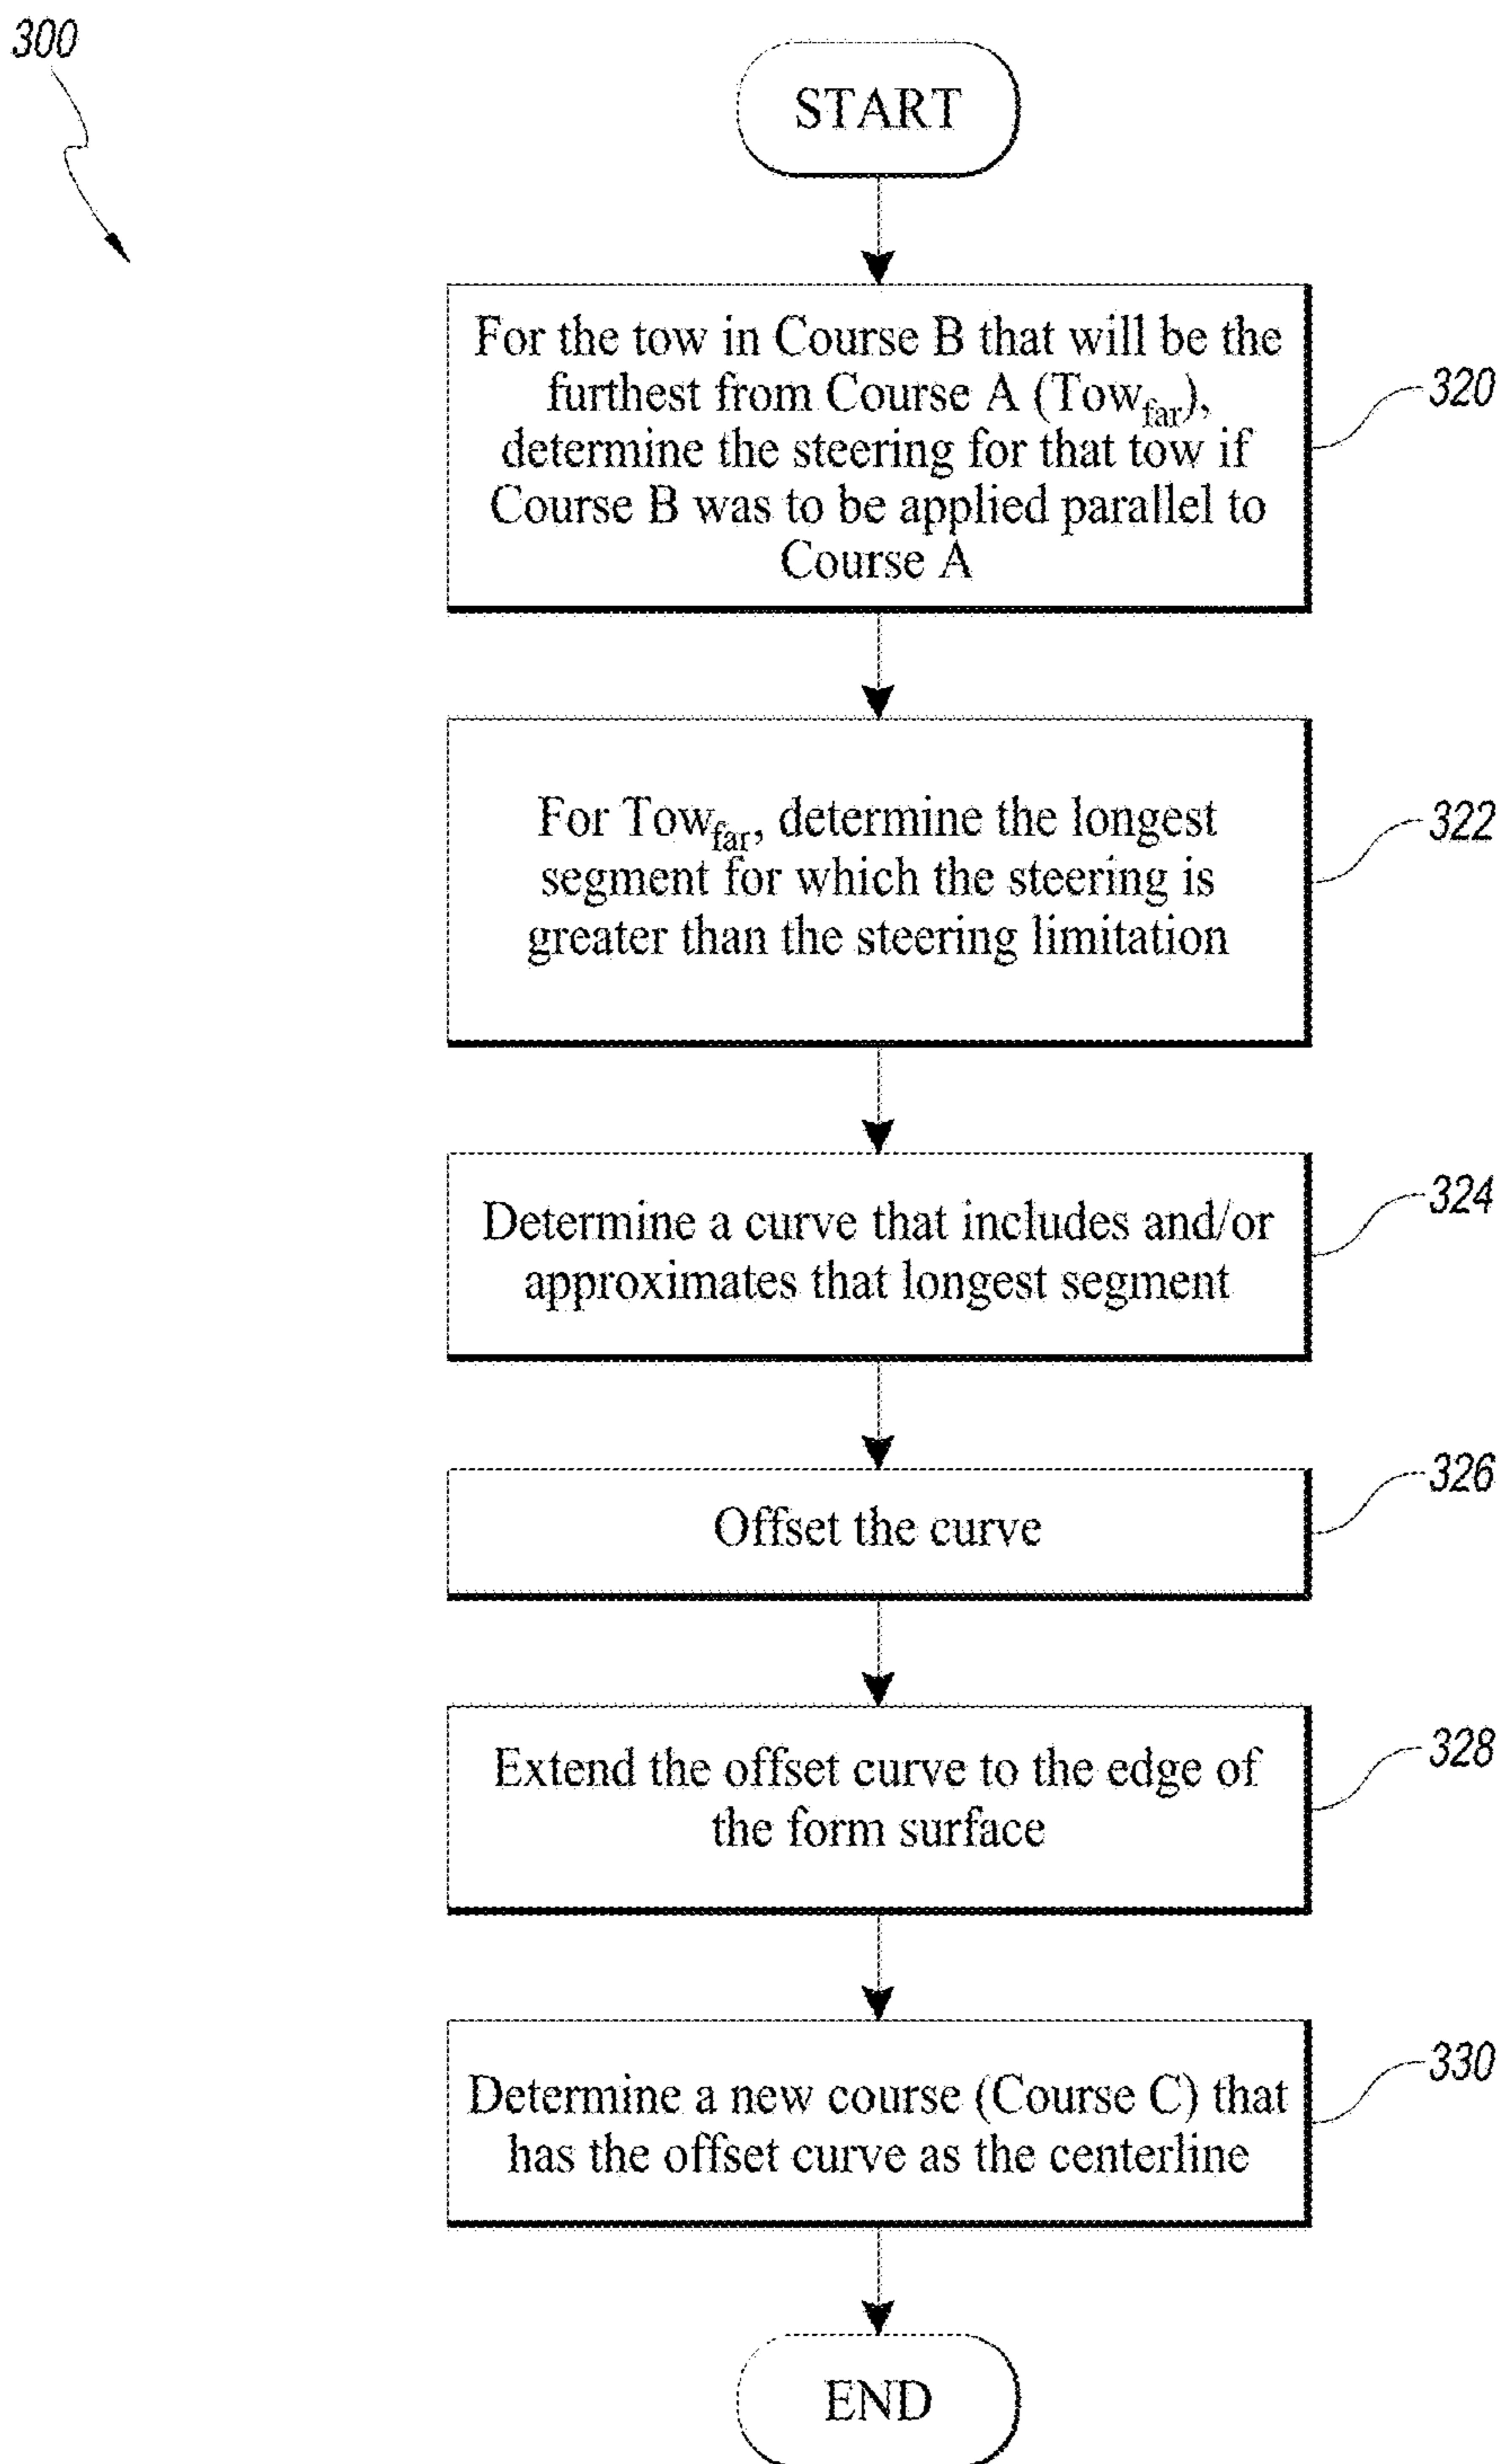 300
START
For the tow in Course B that will be the
furthest from Course A (Towfar),
determine the steering for that tow if
Course B was to be applied parallel to
Course A
320
For Towfar, determine the longest
segment for which the steering is
greater than the steering limitation
322
Determine a curve that includes and/or
approximates that longest segment
324
Offset the curve
326
Extend the offset curve to the edge of
the form surface
328
Determine a new course (Course C) that
has the offset curve as the centerline
330
END